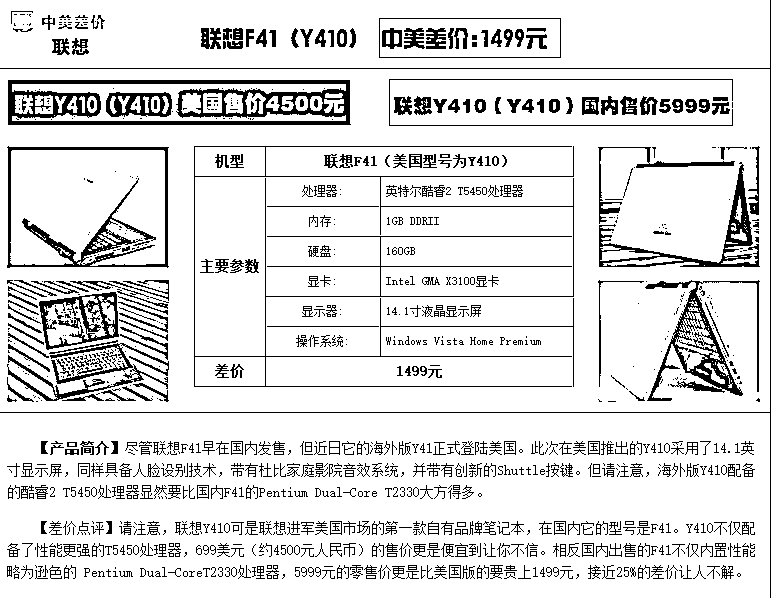 中美差价
联想
联想F41（Y410） 中美差价:1499元
联想Y410（Y410）美国售价4500元
联想Y410（Y410）国内售价5999元
机型 联想F41（美国型号为Y410）
主要参数
处理器: 英特尔酷睿2 T5450处理器
内存: 1GB DDRII
硬盘: 160GB
显卡: Intel GMA X3100显卡
显示器: 14.1寸液晶显示屏
操作系统: Windows Vista Home Premium
差价 1499元
【产品简介】尽管联想F41早在国内发售，但近日它的海外版Y41正式登陆美国。此次在美国推出的Y410采用了14.1英
寸显示屏，同样具备人脸设别技术，带有杜比家庭影院音效系统，并带有创新的Shuttle按键。但请注意，海外版Y410配备
的酷睿2 T5450处理器显然要比国内F41的Pentium Dual-Core T2330大方得多。
【差价点评】请注意，联想Y410可是联想进军美国市场的第一款自有品牌笔记本，在国内它的型号是F41。Y410不仅配
备了性能更强的T5450处理器，699美元（约4500元人民币）的售价更是便宜到让你不信。相反国内出售的F41不仅内置性能
略为逊色的 Pentium Dual-CoreT2330处理器，5999元的零售价更是比美国版的要贵上1499元，接近25%的差价让人不解。